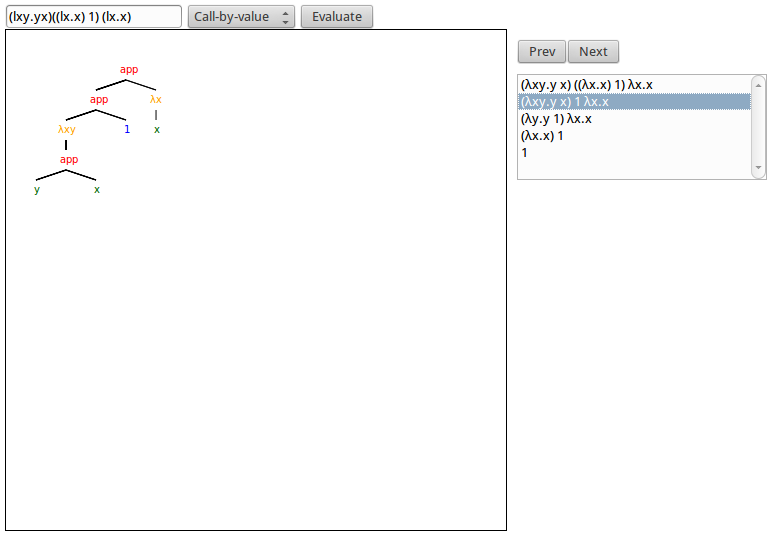 (lxy.yx)((lx.x) 1) (lx.x) Call-by-value Evaluate
app
app λx
λxy 1 x
app
y x
Prev Next
(λxy.y x) ((λx.x) 1) λx.x
(λxy.y x) 1 λx.x
(λy.y 1) λx.x
(λx.x) 1
1